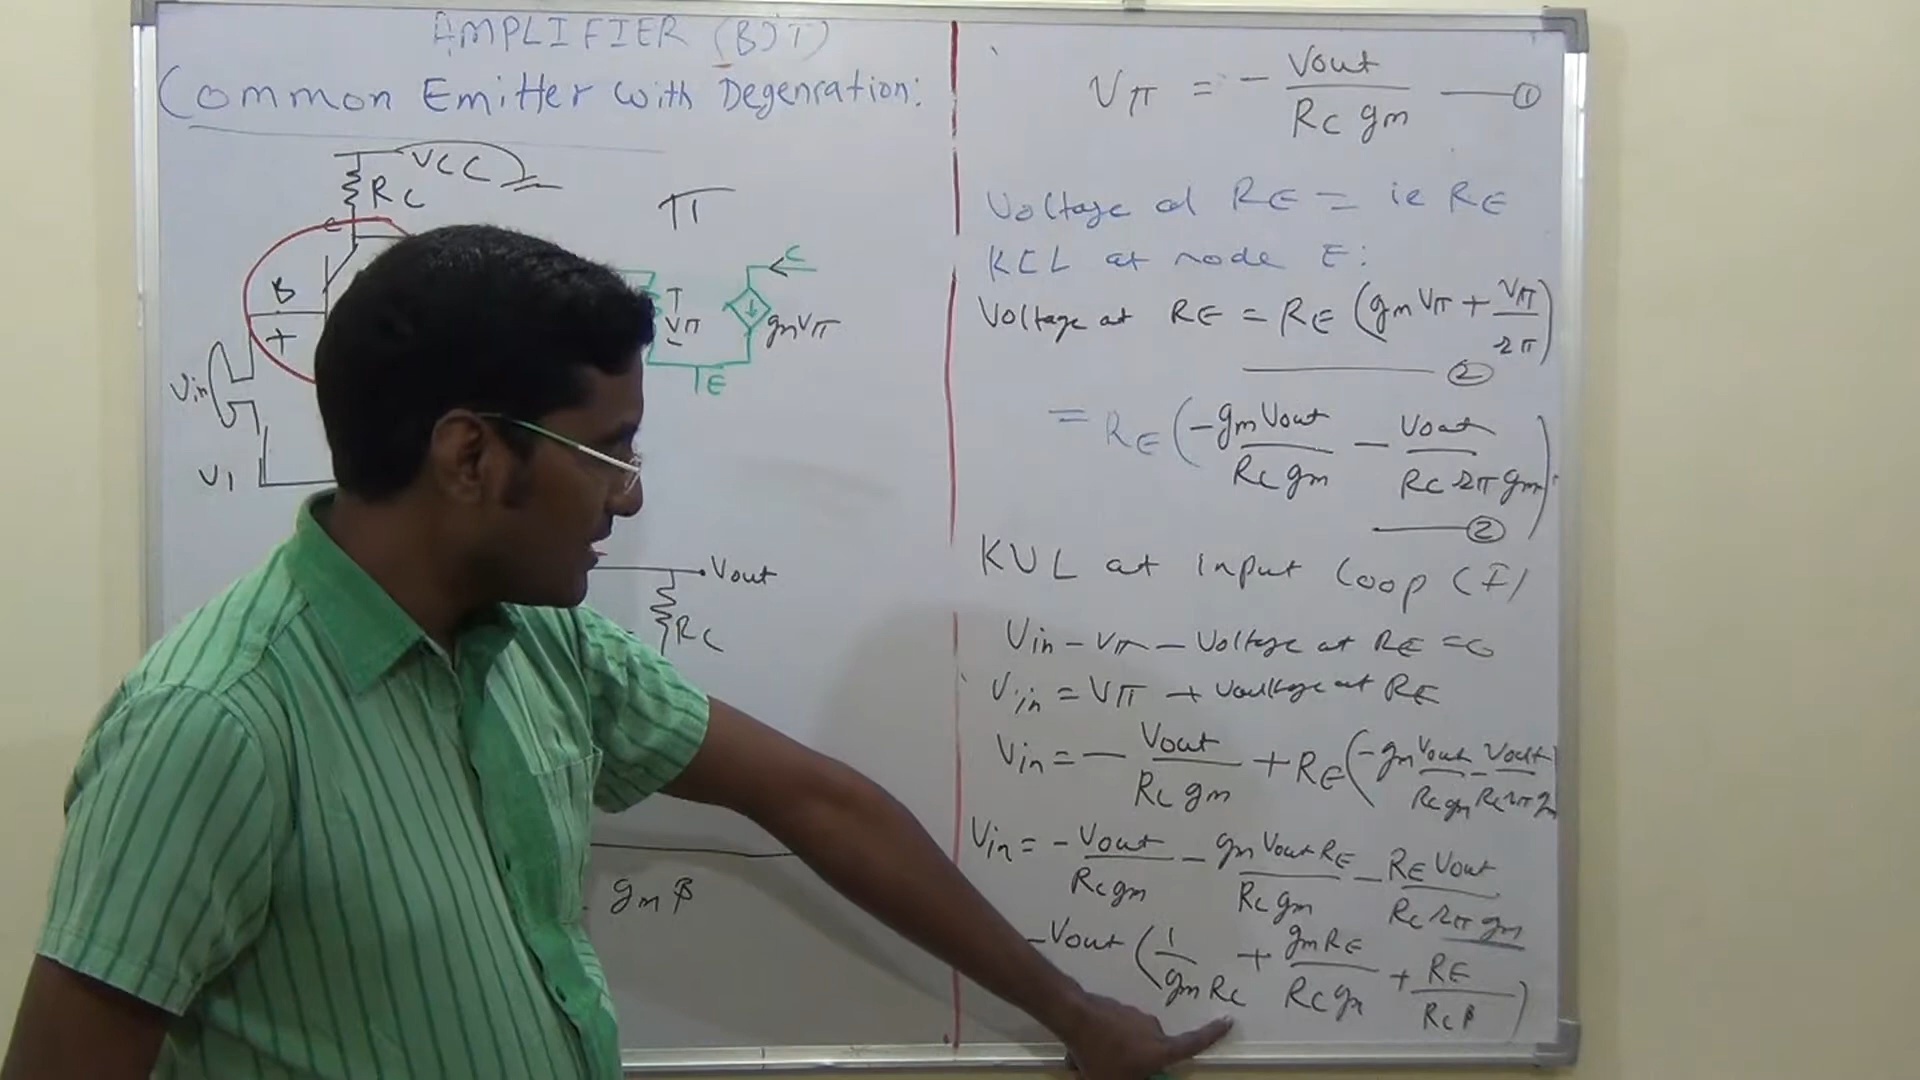 AMPLIFIER (BJT)
Common Emitter with Degenration:
VCC
RC
C
B
+
Vin
V1
π
C
+
Vπ
-
gmVπ
E
Vout
RC
gmβ
Vπ = - Vout / RC gm —— ①
Voltage at RE = ie RE
KCL at node E:
Voltage at RE = RE (gm Vπ + Vπ / rπ)
—— ②
= RE (-gm Vout / RC gm - Vout / RC rπ gm)
—— ②
KVL at input Loop (I)
Vin - Vπ - Voltage at RE = 0
Vin = Vπ + Voultage at RE
Vin = - Vout / RC gm + RE (-gm Vout / RC gm - Vout / RC rπ gm
Vin = - Vout / RC gm - gm Vout RE / RC gm - RE Vout / RC rπ gm
-Vout (1 / gm RC + gm RE / RC gm + RE / RC β)